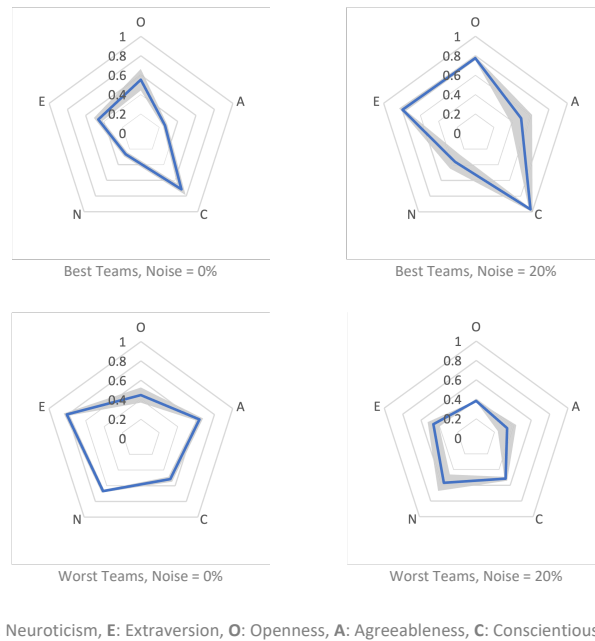 O
1
0.8
0.6
E
A
0.4
0.2
0
N
C
Best Teams, Noise = 0%
O
1
0.8
0.6
E
A
0.4
0.2
0
N
C
Best Teams, Noise = 20%
O
1
0.8
0.6
E
A
0.4
0.2
0
N
C
Worst Teams, Noise = 0%
O
1
0.8
0.6
E
A
0.4
0.2
0
N
C
Worst Teams, Noise = 20%
Neuroticism, E: Extraversion, O: Openness, A: Agreeableness, C: Conscientious